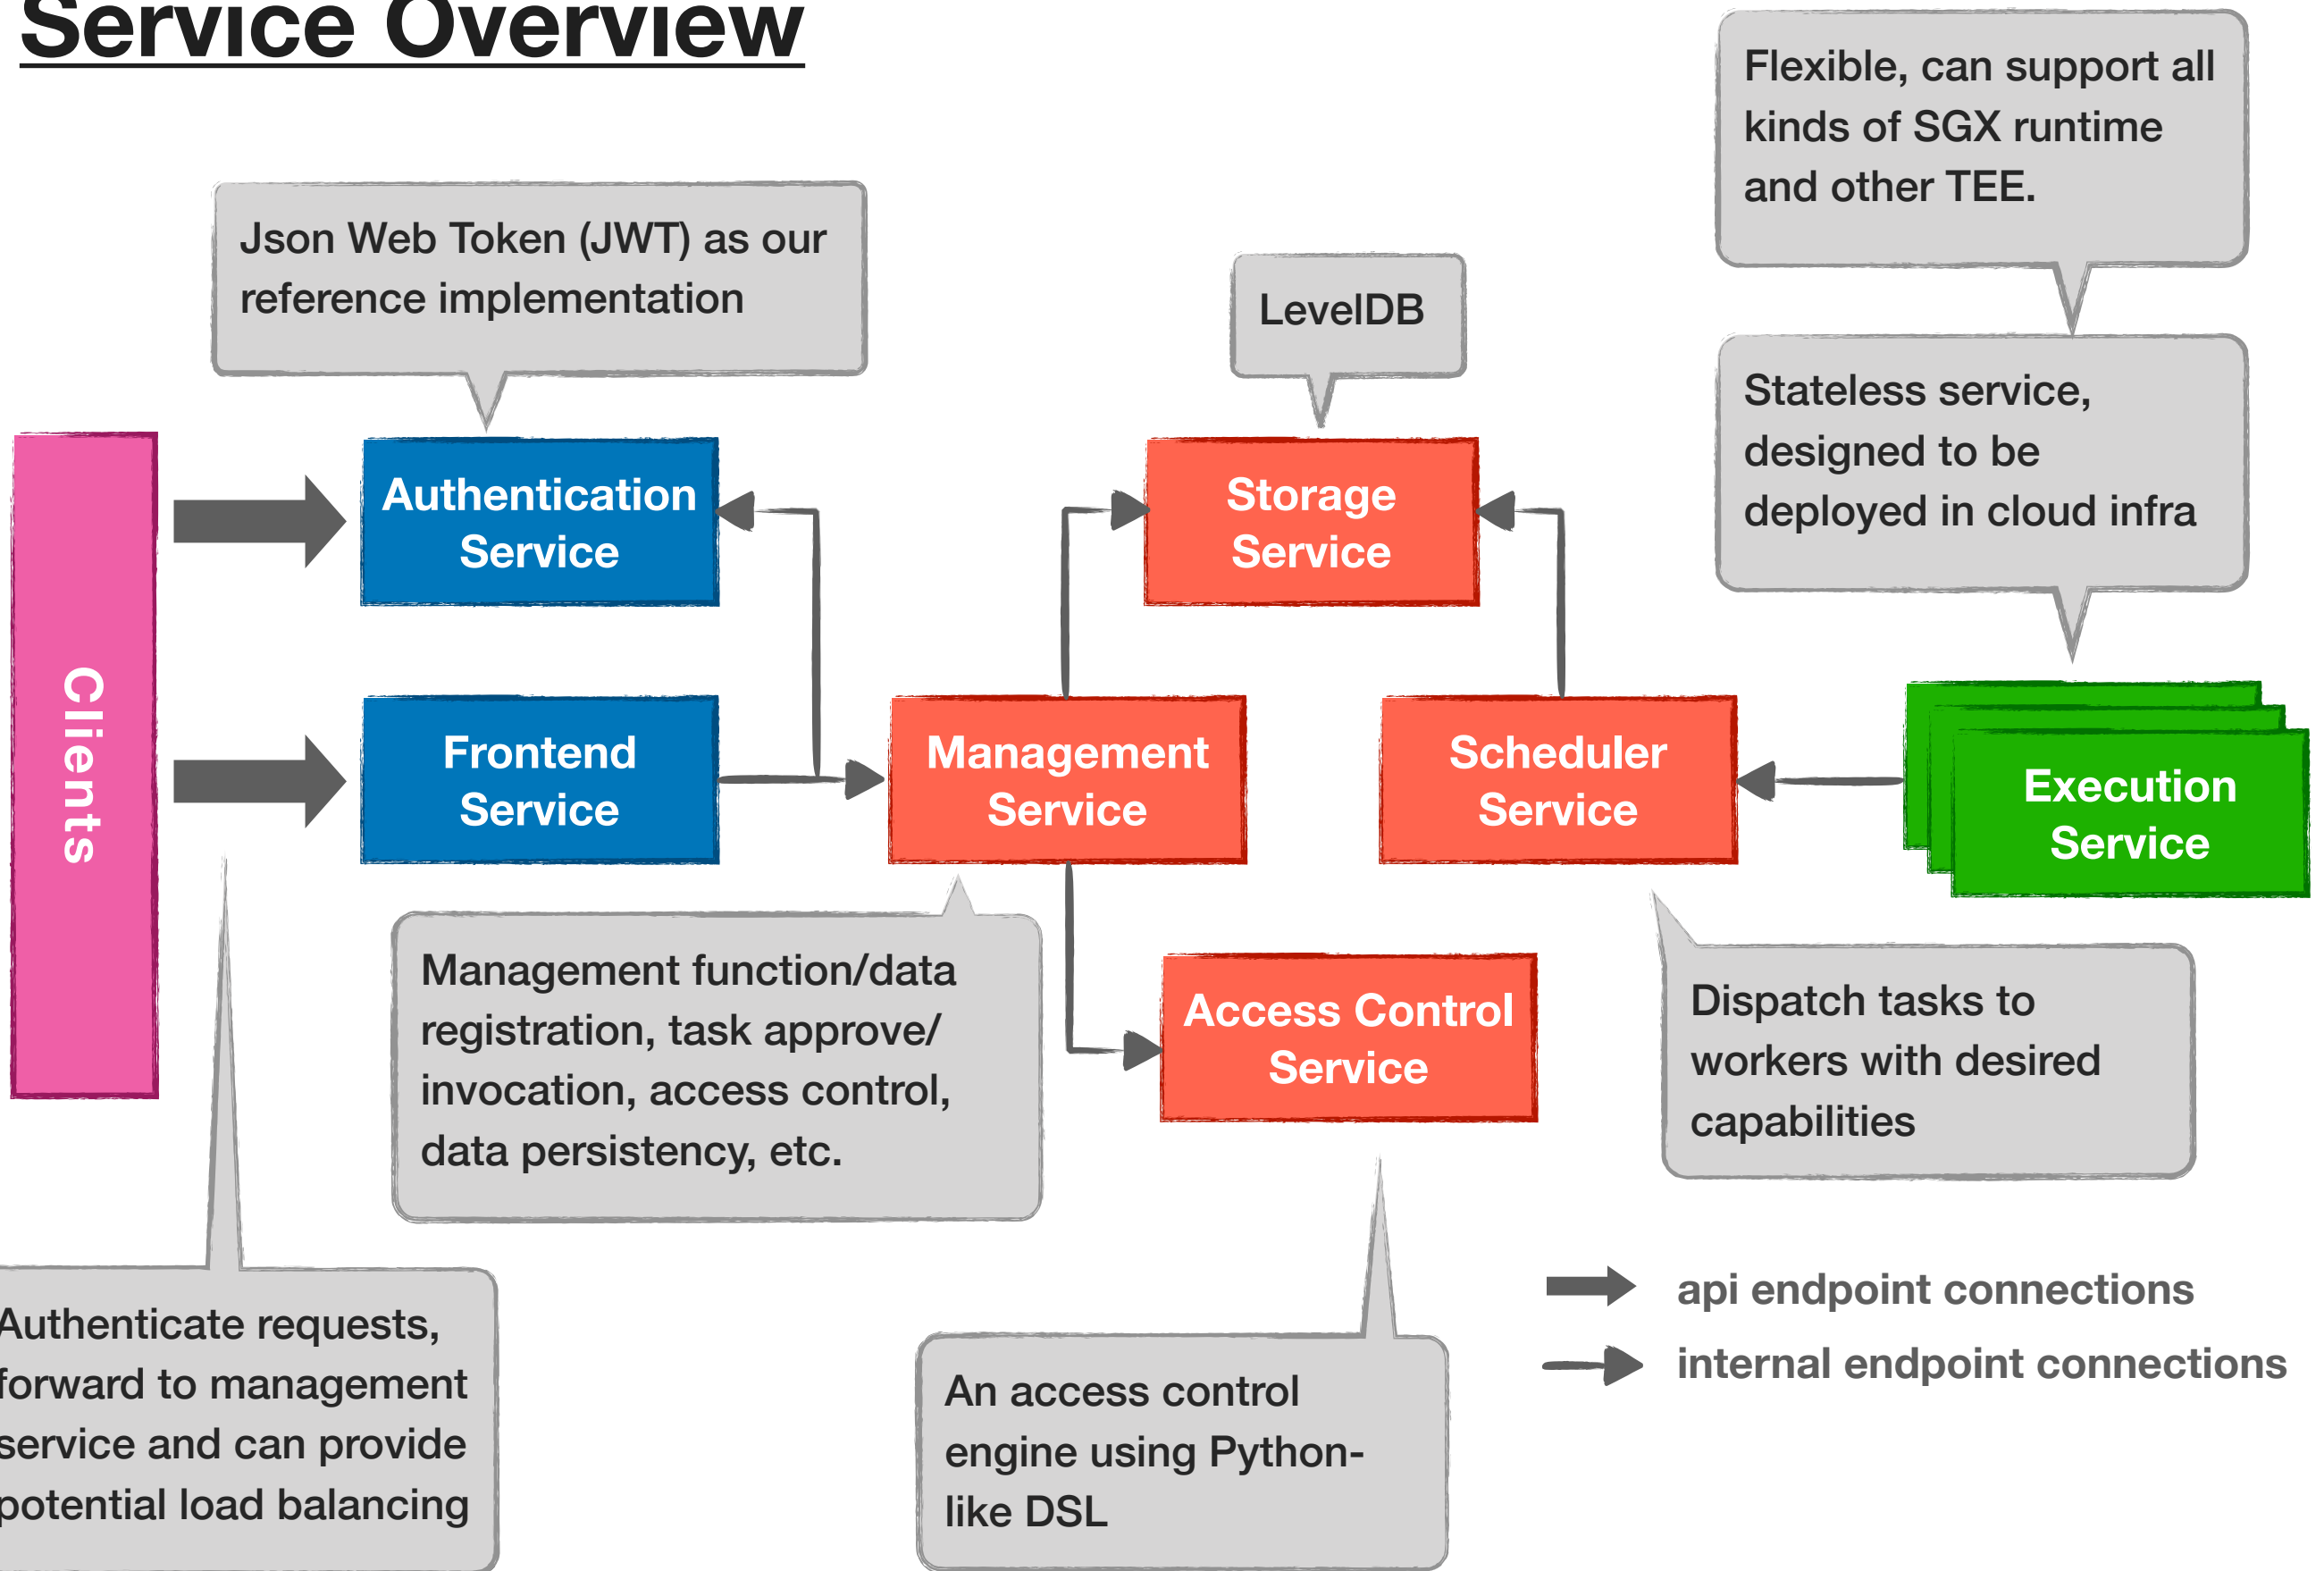 Service Overview
Flexible, can support all
kinds of SGX runtime
and other TEE.
Json Web Token (JWT) as our
reference implementation
LevelDB
Stateless service,
designed to be
deployed in cloud infra
Clients
Authentication
Service
Storage
Service
Frontend
Service
Management
Service
Scheduler
Service
Execution
Service
Management function/data
registration, task approve/
invocation, access control,
data persistency, etc.
Access Control
Service
Dispatch tasks to
workers with desired
capabilities
Authenticate requests,
forward to management
service and can provide
potential load balancing
An access control
engine using Python-
like DSL
api endpoint connections
internal endpoint connections